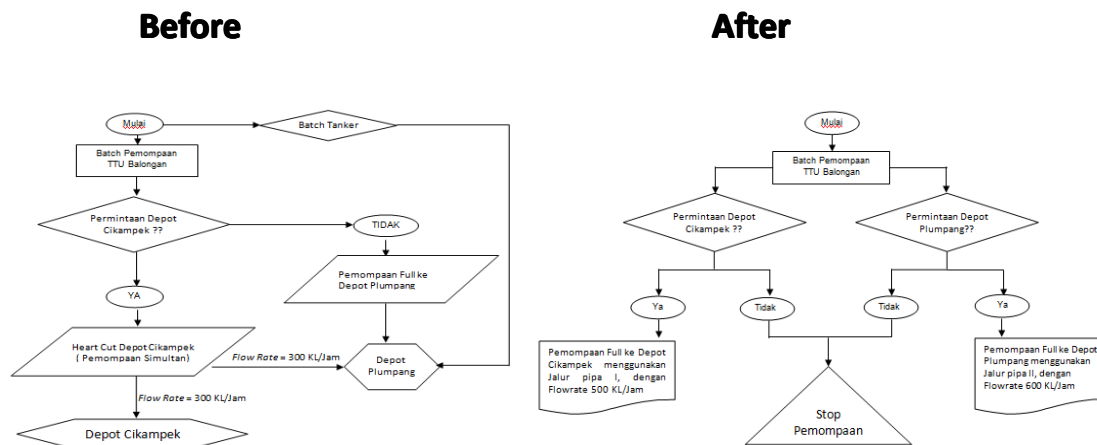 Before
Mulai
Batch Tanker
Batch Pemompaan
TTU Balongan
Permintaan Depot
Cikampek ??
TIDAK
Pemompaan Full ke
Depot Plumpang
YA
Heart Cut Depot Cikampek
( Pemompaan Simultan)
Flow Rate = 300 KL/Jam
Depot
Plumpang
Flow Rate = 300 KL/Jam
Depot Cikampek
After
Mulai
Batch Pemompaan
TTU Balongan
Permintaan Depot
Cikampek ??
Permintaan Depot
Plumpang??
Ya
Tidak
Tidak
Ya
Pemompaan Full ke Depot
Cikampek menggunakan
Jalur pipa I, dengan
Flowrate 500 KL/Jam
Pemompaan Full ke Depot
Plumpang menggunakan
Jalur pipa II, dengan
Flowrate 600 KL/Jam
Stop
Pemompaan